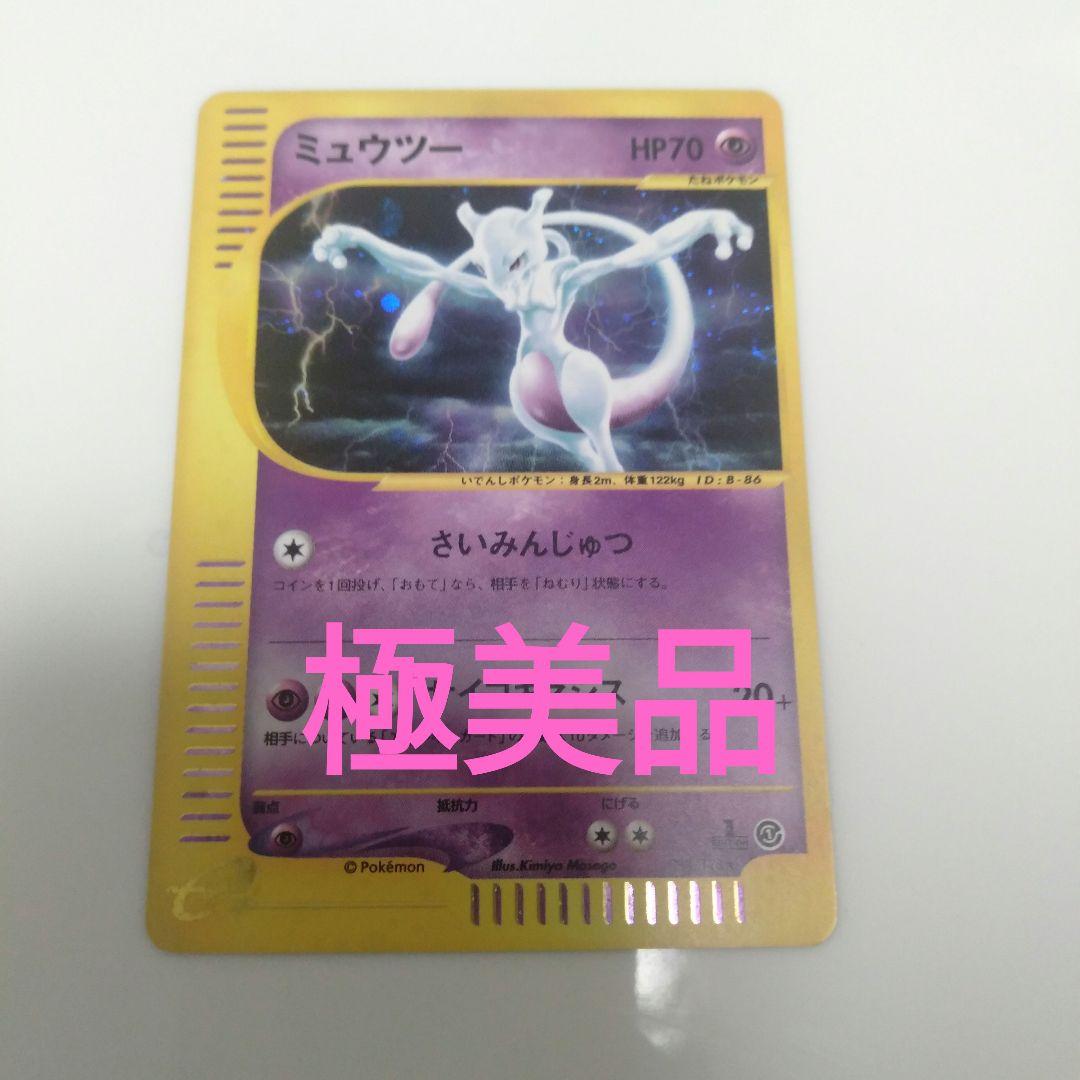 ミュウツー HP70
たねポケモン
いでんしポケモン：身長2m、体重122kg ID:B-86
さいみんじゅつ
コインを1回投げ、「おもて」なら、相手を「ねむり」状態にする。
極美品
20+
弱点 抵抗力 にげる
©Pokémon Illus.Kimiya Masago